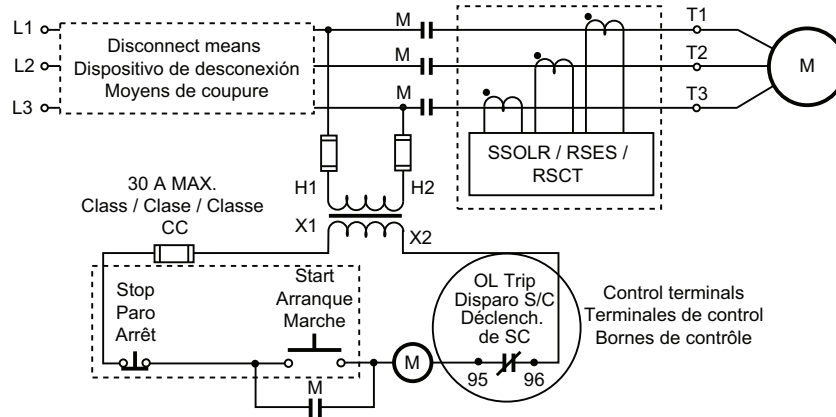 L1
M
T1
Disconnect means
Dispositivo de desconexión
Moyens de coupure
L2
M
T2
M
L3
M
T3
SSOLR / RSES /
RSCT
30 A MAX.
Class / Clase / Classe
CC
H1
H2
X1
X2
Stop
Paro
Arrêt
Start
Arranque
Marche
OL Trip
Disparo S/C
Déclench.
de SC
Control terminals
Terminales de control
Bornes de contrôle
M
95
96
M